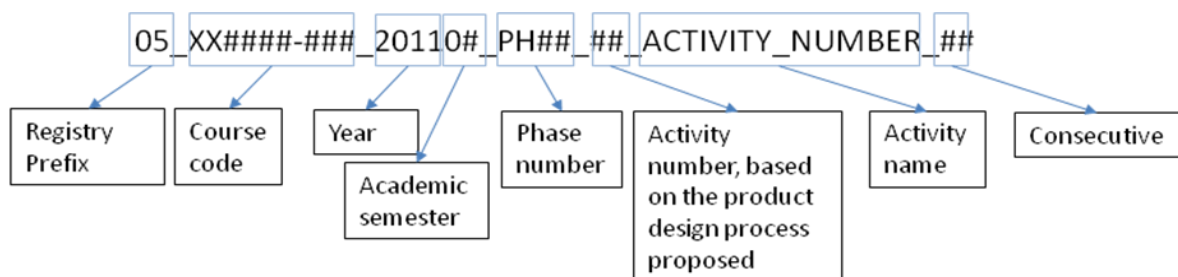 05_XX####-###_20110#_PH##_##_ACTIVITY_NUMBER_##
Registry
Prefix
Course
code
Year
Academic
semester
Phase
number
Activity
number, based
on the product
design process
proposed
Activity
name
Consecutive